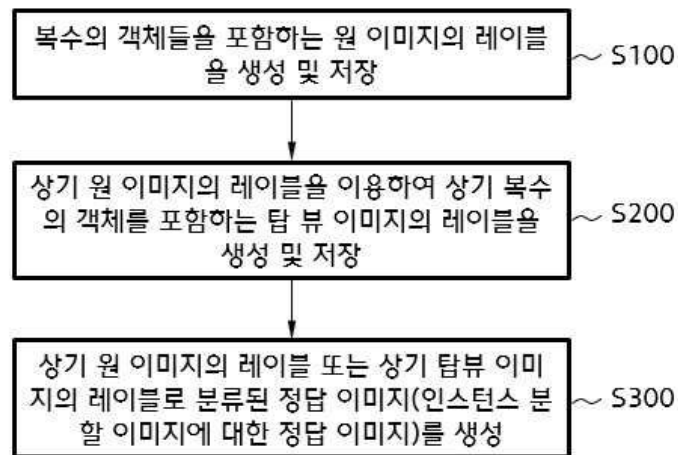 복수의 객체들을 포함하는 원 이미지의 레이블
을 생성 및 저장
S100
상기 원 이미지의 레이블을 이용하여 상기 복수
의 객체를 포함하는 탑 뷰 이미지의 레이블을
생성 및 저장
S200
상기 원 이미지의 레이블 또는 상기 탑뷰 이미
지의 레이블로 분류된 정답 이미지(인스턴스 분
할 이미지에 대한 정답 이미지)를 생성
S300